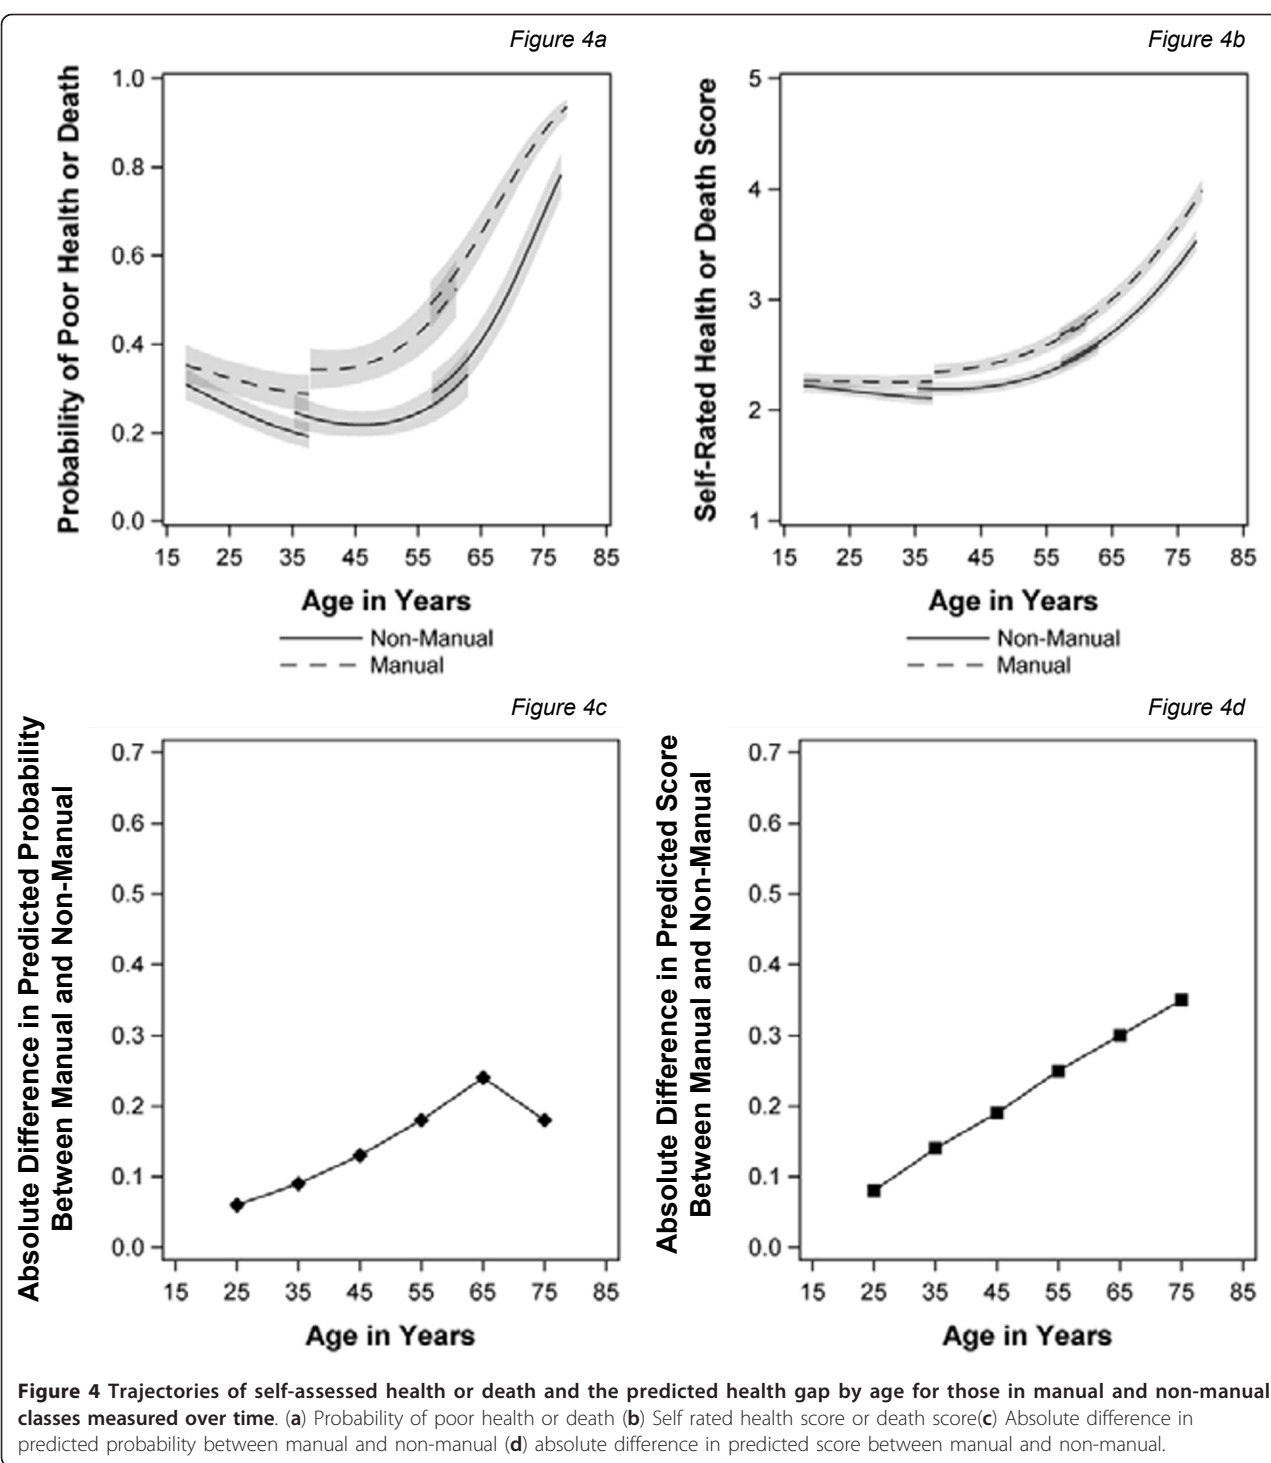 Figure 4a
Probability of Poor Health or Death
1.0
0.8
0.6
0.4
0.2
0.0
15 25 35 45 55 65 75 85
Age in Years
Non-Manual
Manual
Figure 4b
Self-Rated Health or Death Score
5
4
3
2
1
15 25 35 45 55 65 75 85
Age in Years
Non-Manual
Manual
Figure 4c
Absolute Difference in Predicted Probability
Between Manual and Non-Manual
0.7
0.6
0.5
0.4
0.3
0.2
0.1
0.0
15 25 35 45 55 65 75 85
Age in Years
Figure 4d
Absolute Difference in Predicted Score
Between Manual and Non-Manual
0.7
0.6
0.5
0.4
0.3
0.2
0.1
0.0
15 25 35 45 55 65 75 85
Age in Years
Figure 4 Trajectories of self-assessed health or death and the predicted health gap by age for those in manual and non-manual
classes measured over time. (a) Probability of poor health or death (b) Self rated health score or death score(c) Absolute difference in
predicted probability between manual and non-manual (d) absolute difference in predicted score between manual and non-manual.